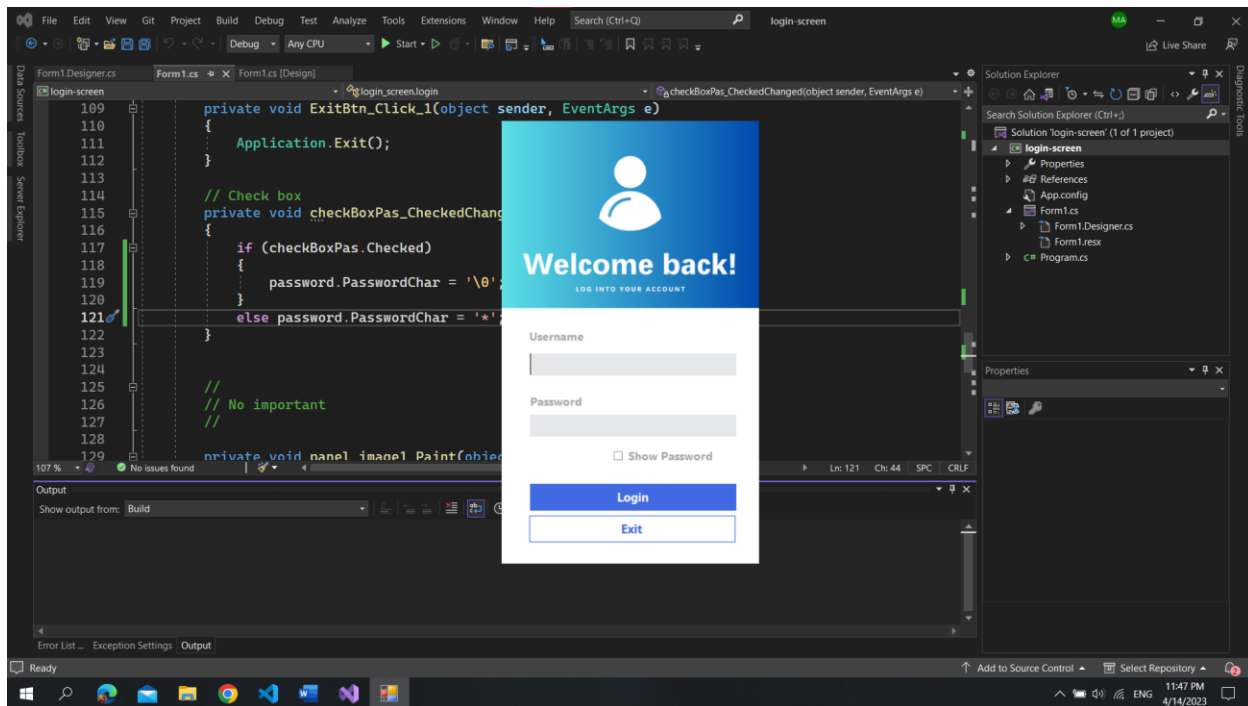 File Edit View Git Project Build Debug Test Analyze Tools Extensions Window Help Search (Ctrl+Q) login-screen MA
Debug Any CPU Start Live Share
Data Sources
Toolbox
Server Explorer
Form1.Designer.cs Form1.cs Form1.cs [Design]
login-screen login_screen.login checkBoxPas_CheckedChanged(object sender, EventArgs e)
109 private void ExitBtn_Click_1(object sender, EventArgs e)
110 {
111 Application.Exit();
112 }
113
114 // Check box
115 private void checkBoxPas_CheckedChang
116 {
117 if (checkBoxPas.Checked)
118 {
119 password.PasswordChar = '\0';
120 }
121 else password.PasswordChar = '*';
122 }
123
124
125 //
126 // No important
127 //
128
129 private void panel_image1_Paint(objec
107 % No issues found Ln: 121 Ch: 44 SPC CRLF
Welcome back!
LOG INTO YOUR ACCOUNT
Username
Password
Show Password
Login
Exit
Output
Show output from: Build
Error List ... Exception Settings Output
Solution Explorer
Search Solution Explorer (Ctrl+;)
Solution 'login-screen' (1 of 1 project)
C# login-screen
Properties
References
App.config
Form1.cs
Form1.Designer.cs
Form1.resx
C# Program.cs
Properties
Diagnostic Tools
Ready Add to Source Control Select Repository 2
ENG 11:47 PM
4/14/2023